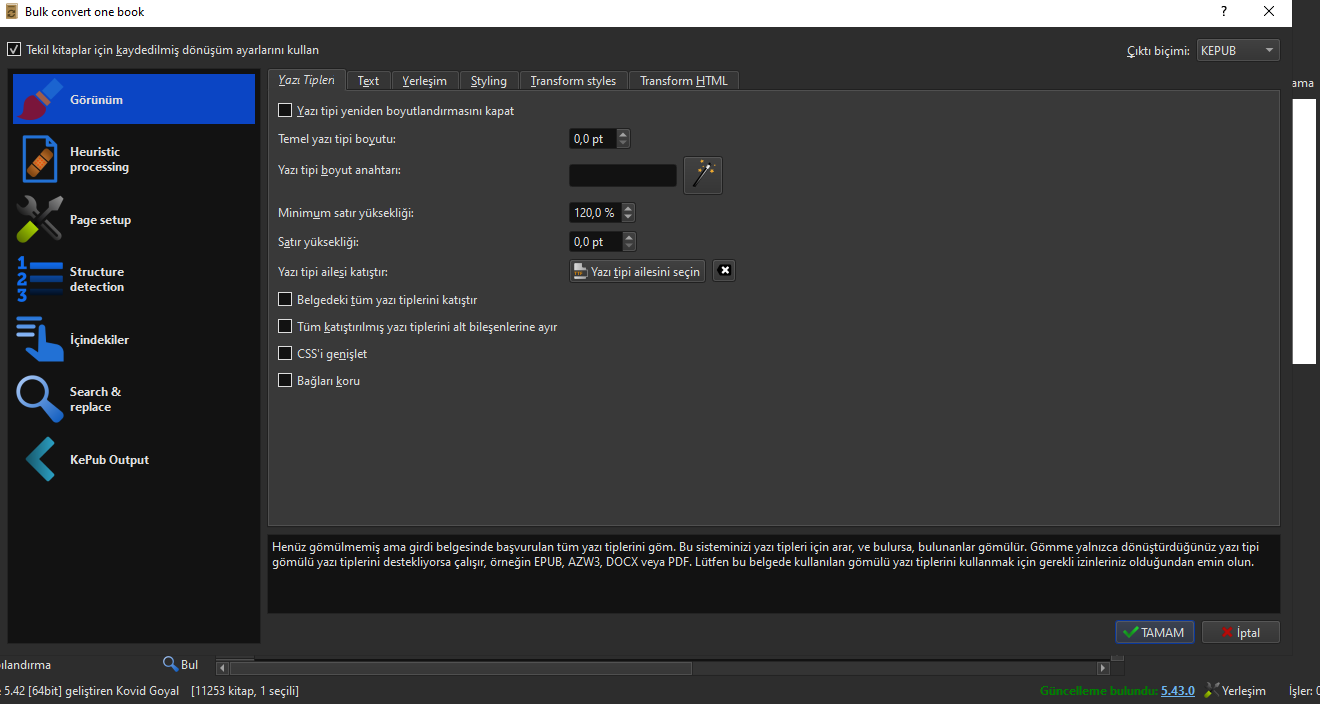 Bulk convert one book
?
Tekil kitaplar için kaydedilmiş dönüşüm ayarlarını kullan
Çıktı biçimi: KEPUB
Görünüm
Heuristic
processing
Page setup
Structure
detection
İçindekiler
Search &
replace
KePub Output
Yazı Tipleri
Text
Yerleşim
Styling
Transform styles
Transform HTML
Yazı tipi yeniden boyutlandırmasını kapat
Temel yazı tipi boyutu: 0,0 pt
Yazı tipi boyut anahtarı:
Minimum satır yüksekliği: 120,0 %
Satır yüksekliği: 0,0 pt
Yazı tipi ailesi katıştır: Yazı tipi ailesini seçin
Belgedeki tüm yazı tiplerini katıştır
Tüm katıştırılmış yazı tiplerini alt bileşenlerine ayır
CSS'i genişlet
Bağları koru
Henüz gömülmemiş ama girdi belgesinde başvurulan tüm yazı tiplerini göm. Bu sisteminizi yazı tipleri için arar, ve bulursa, bulunanlar gömülür. Gömme yalnızca dönüştürdüğünüz yazı tipi
gömülü yazı tiplerini destekliyorsa çalışır, örneğin EPUB, AZW3, DOCX veya PDF. Lütfen bu belgede kullanılan gömülü yazı tiplerini kullanmak için gerekli izinleriniz olduğundan emin olun.
TAMAM
İptal
ama
ılandırma
Bul
5.42 [64bit] geliştiren Kovid Goyal [11253 kitap, 1 seçili]
Güncelleme bulundu: 5.43.0
Yerleşim
İşler: 0